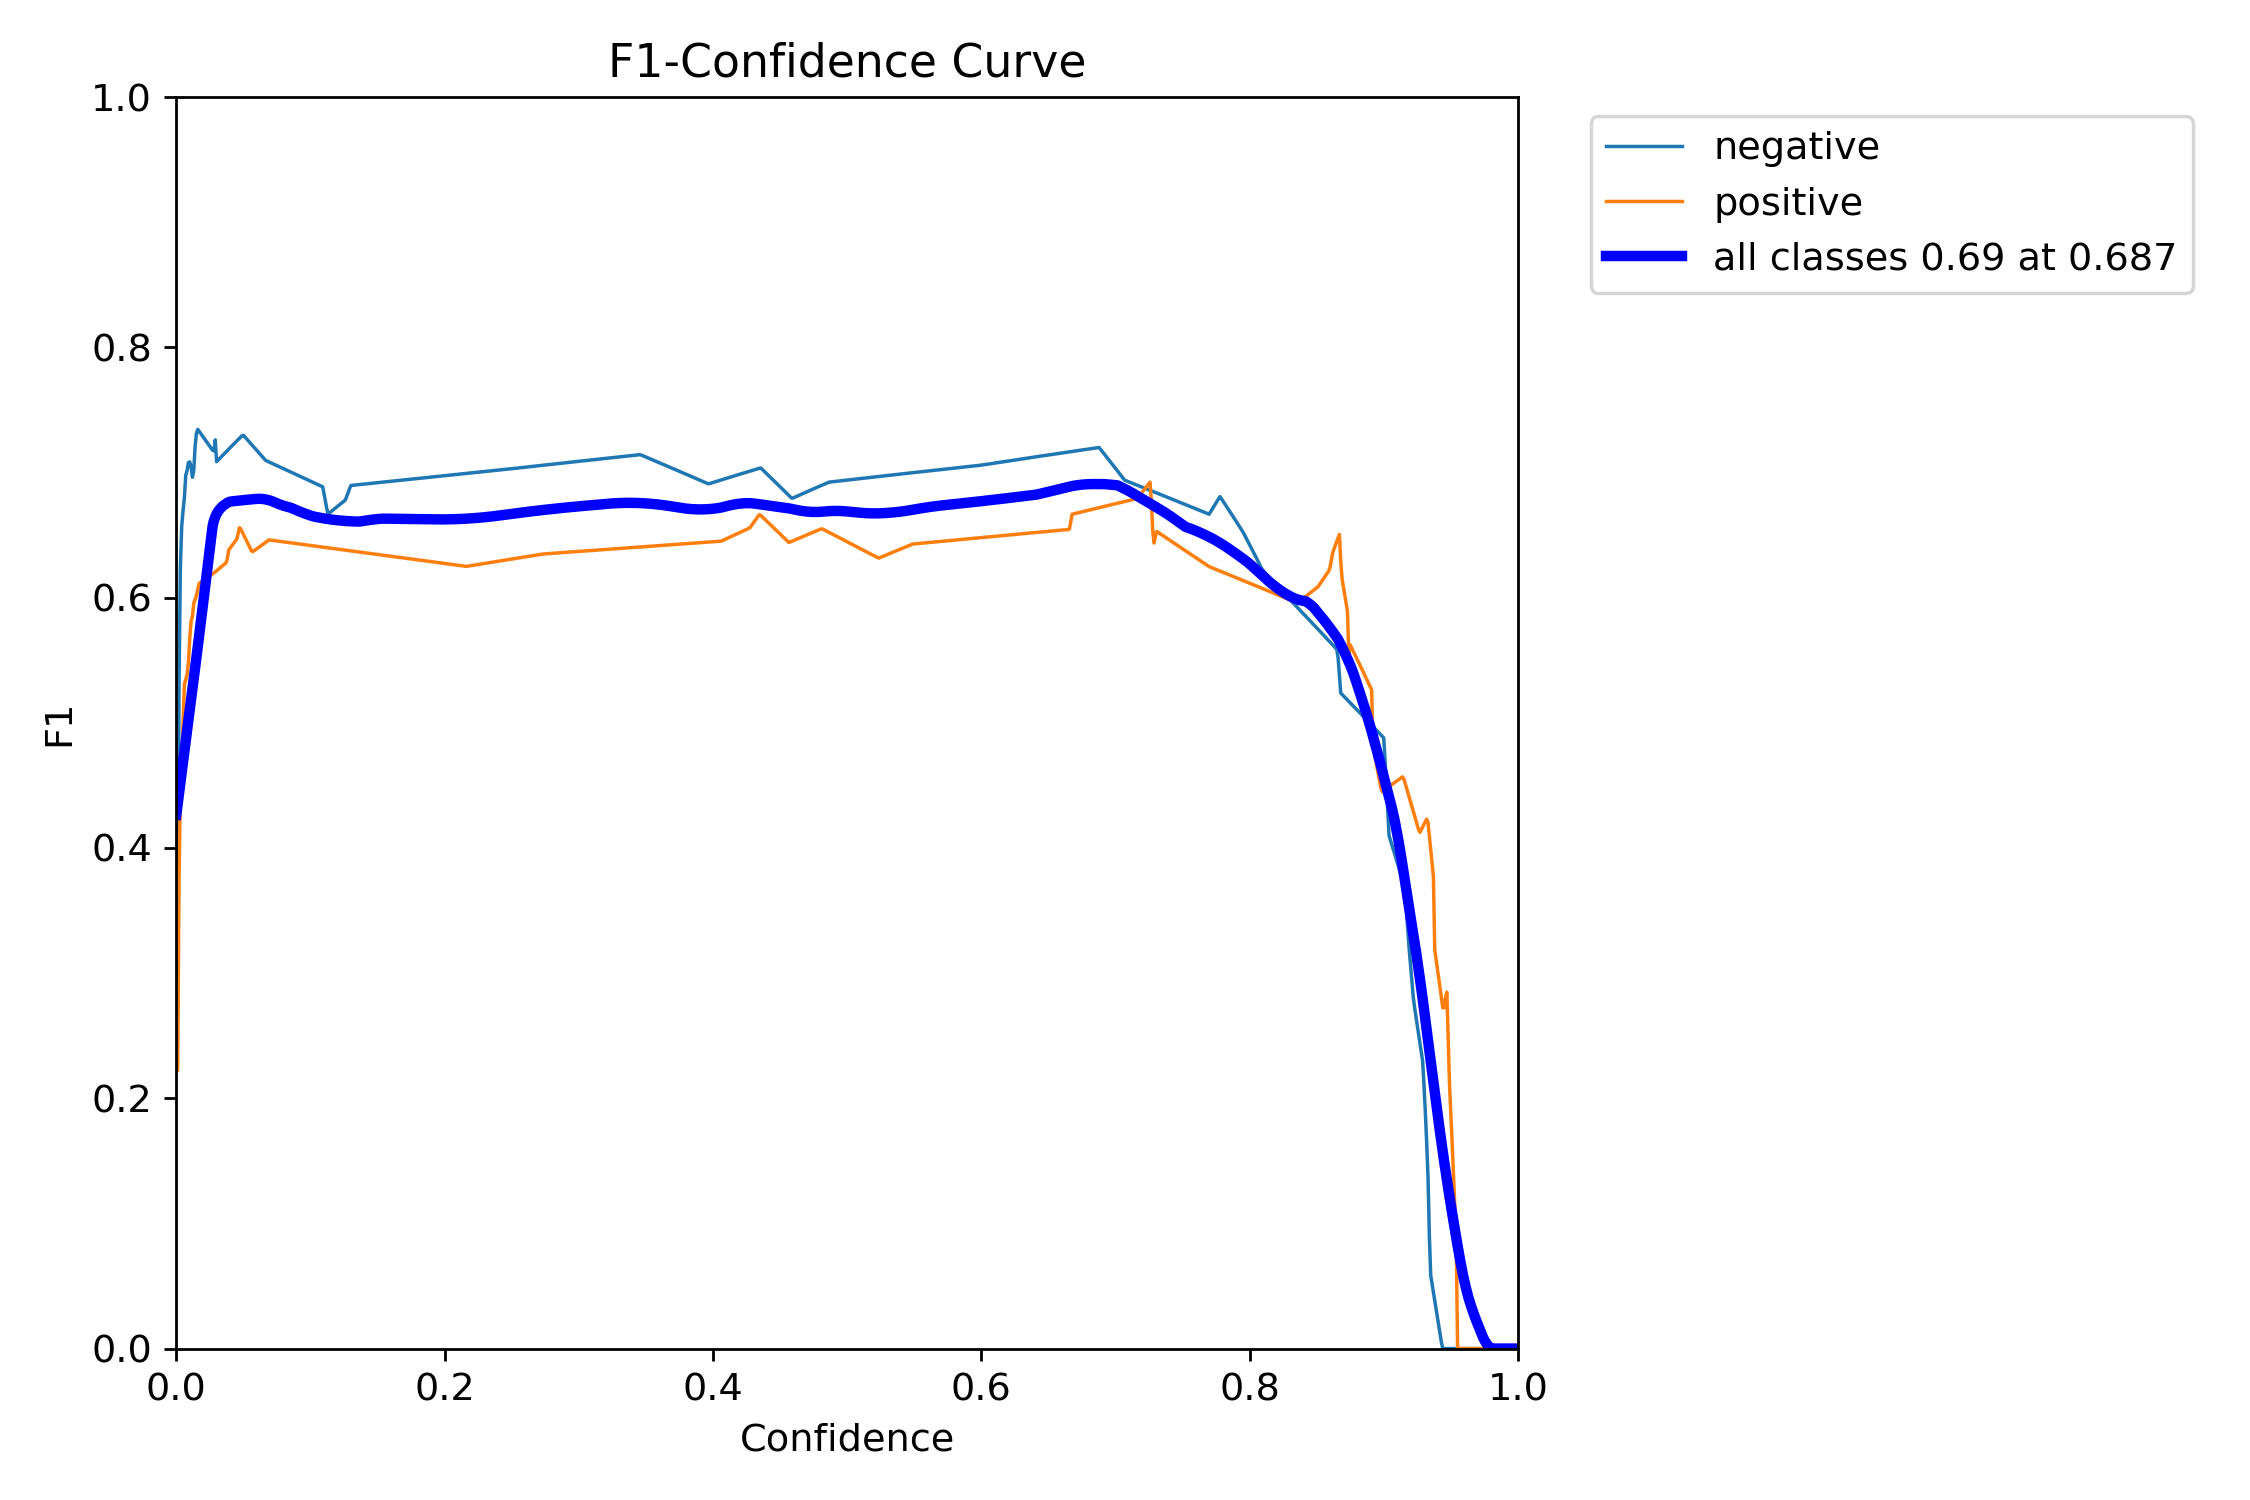 F1-Confidence Curve
1.0
0.8
0.6
0.4
0.2
0.0
F1
0.0 0.2 0.4 0.6 0.8 1.0
Confidence
negative
positive
all classes 0.69 at 0.687